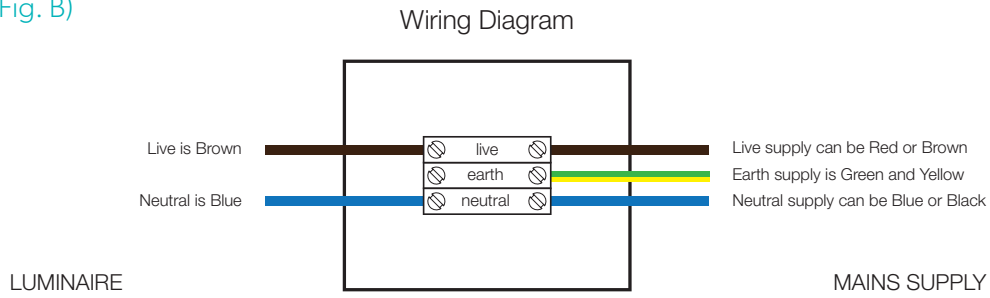 Fig. B)
Wiring Diagram
Live is Brown
live
Live supply can be Red or Brown
earth
Earth supply is Green and Yellow
Neutral is Blue
neutral
Neutral supply can be Blue or Black
LUMINAIRE
MAINS SUPPLY